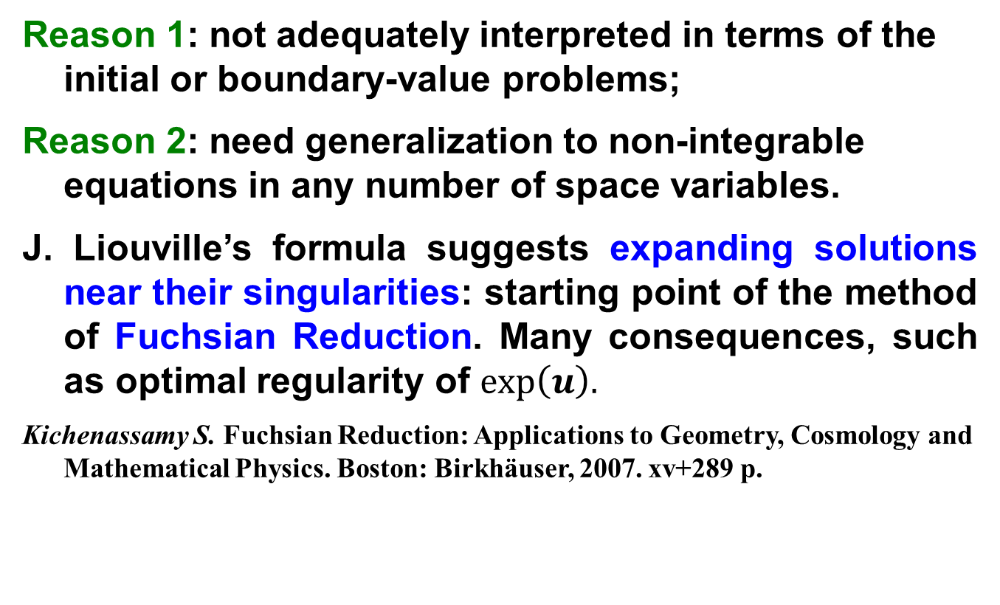 Reason 1: not adequately interpreted in terms of the
initial or boundary-value problems;
Reason 2: need generalization to non-integrable
equations in any number of space variables.
J. Liouville’s formula suggests expanding solutions
near their singularities: starting point of the method
of Fuchsian Reduction. Many consequences, such
as optimal regularity of exp(u).
Kichenassamy S. Fuchsian Reduction: Applications to Geometry, Cosmology and
Mathematical Physics. Boston: Birkhäuser, 2007. xv+289 p.